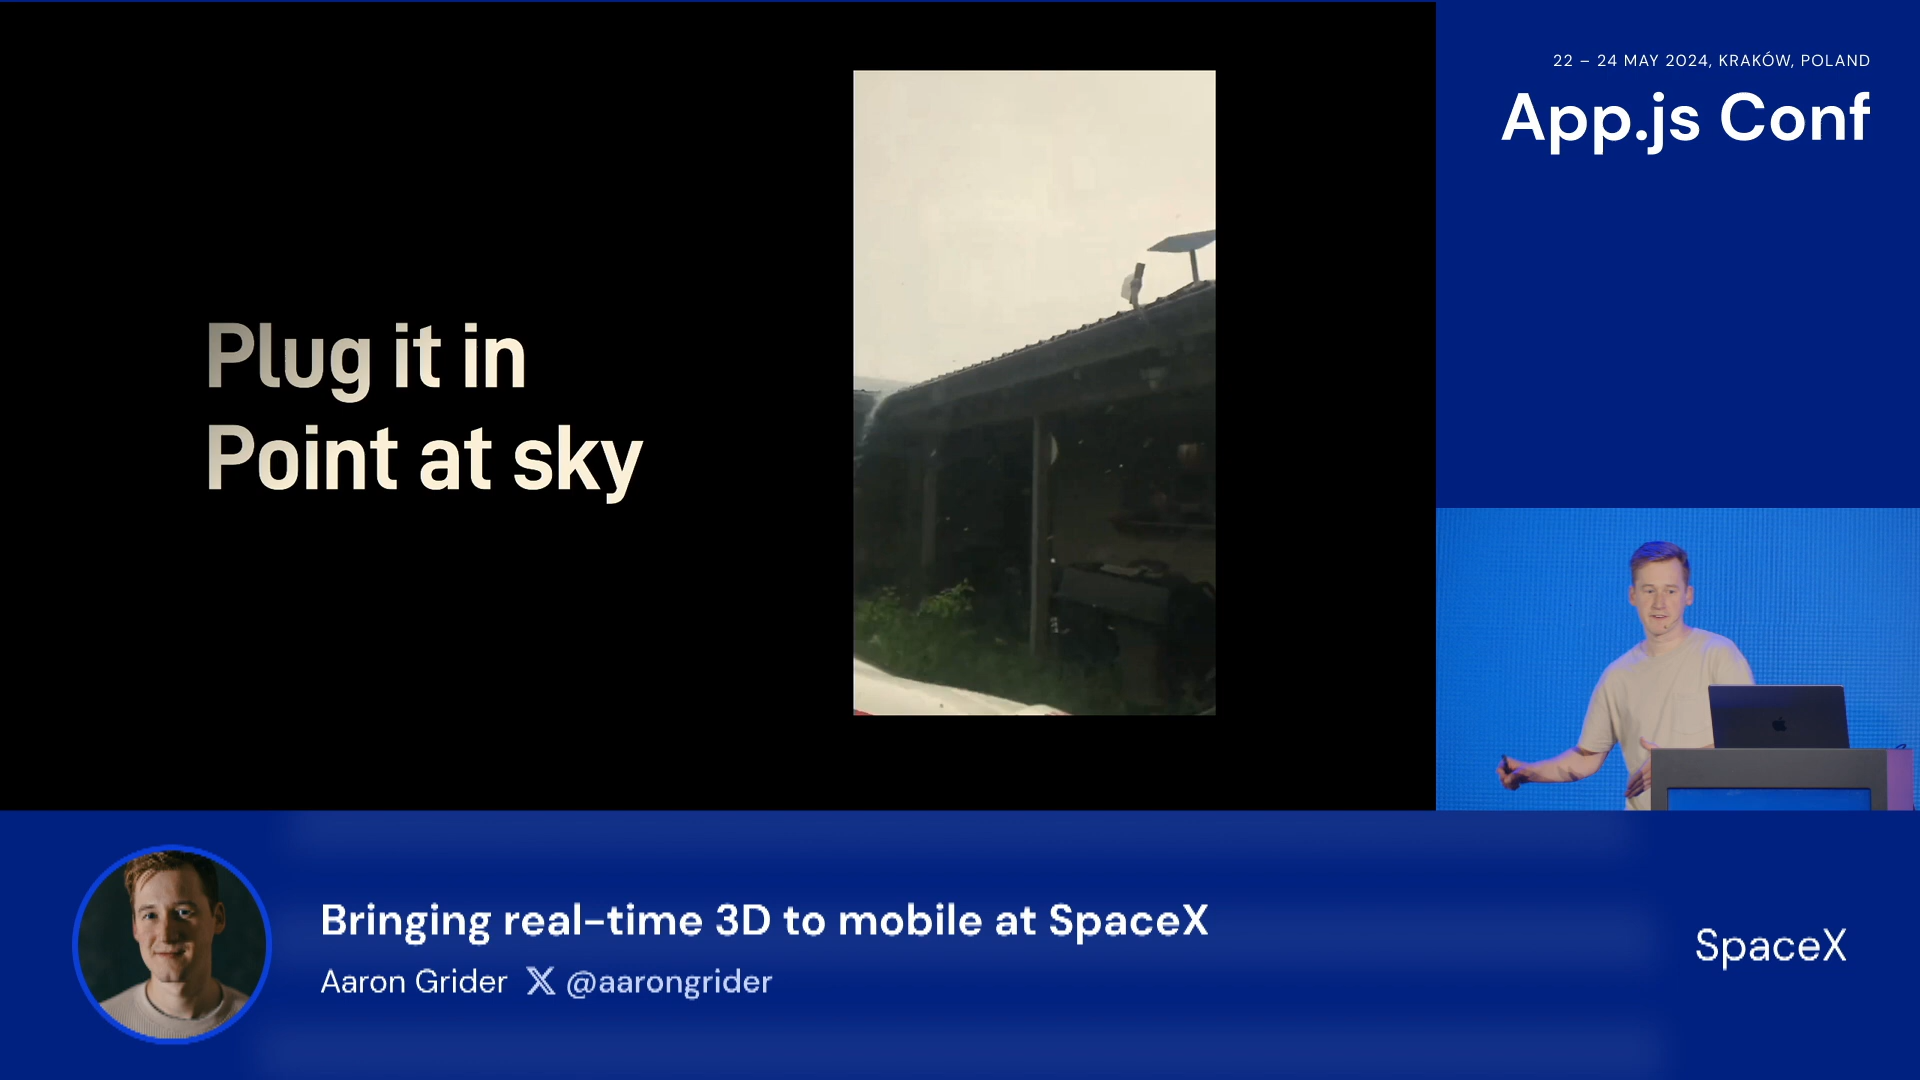 22 – 24 MAY 2024, KRAKÓW, POLAND
App.js Conf
Plug it in
Point at sky
Bringing real-time 3D to mobile at SpaceX
Aaron Grider X @aarongrider
SpaceX